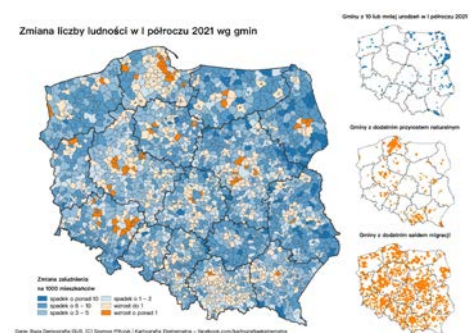 Zmiana liczby ludności w I półroczu 2021 wg gmin
Gminy z 10 lub mniej urodzeń w I półroczu 2021
Gminy z dodatnim przyrostem naturalnym
Gminy z dodatnim saldem migracji
Zmiana zaludnienia
na 1000 mieszkańców
spadek o ponad 10
spadek o 6 – 10
spadek o 3 – 5
spadek o 1 – 2
wzrost do 1
wzrost o ponad 1